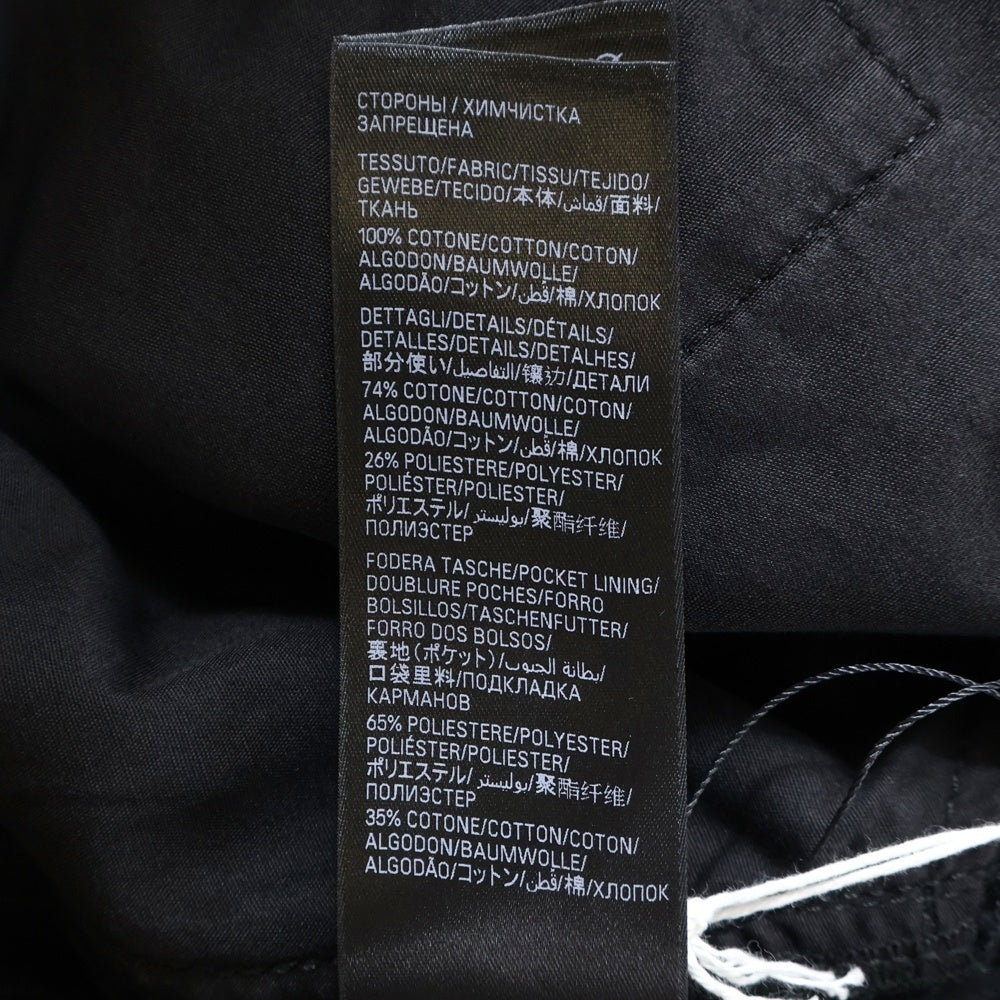 СТОРОНЫ / ХИМЧИСТКА
ЗАПРЕЩЕНА
TESSUTO/FABRIC/TISSU/TEJIDO/
GEWEBE/TECIDO/本体/قماش/面料/
ТКАНЬ
100% COTONE/COTTON/COTON/
ALGODON/BAUMWOLLE/
ALGODÃO/コットン/قطن/棉/ХЛОПОК
DETTAGLI/DETAILS/DÉTAILS/
DETALLES/DETAILS/DETALHES/
部分使い/التفاصيل/镶边/ДЕТАЛИ
74% COTONE/COTTON/COTON/
ALGODON/BAUMWOLLE/
ALGODÃO/コットン/قطن/棉/ХЛОПОК
26% POLIESTERE/POLYESTER/
POLIÉSTER/POLIESTER/
ポリエステル/بوليستر/聚酯纤维/
ПОЛИЭСТЕР
FODERA TASCHE/POCKET LINING/
DOUBLURE POCHES/FORRO
BOLSILLOS/TASCHENFUTTER/
FORRO DOS BOLSOS/
裏地(ポケット)/بطانة الجيوب/
口袋里料/ПОДКЛАДКА
КАРМАНОВ
65% POLIESTERE/POLYESTER/
POLIÉSTER/POLIESTER/
ポリエステル/بوليستر/聚酯纤维/
ПОЛИЭСТЕР
35% COTONE/COTTON/COTON/
ALGODON/BAUMWOLLE/
ALGODÃO/コットン/قطن/棉/ХЛОПОК